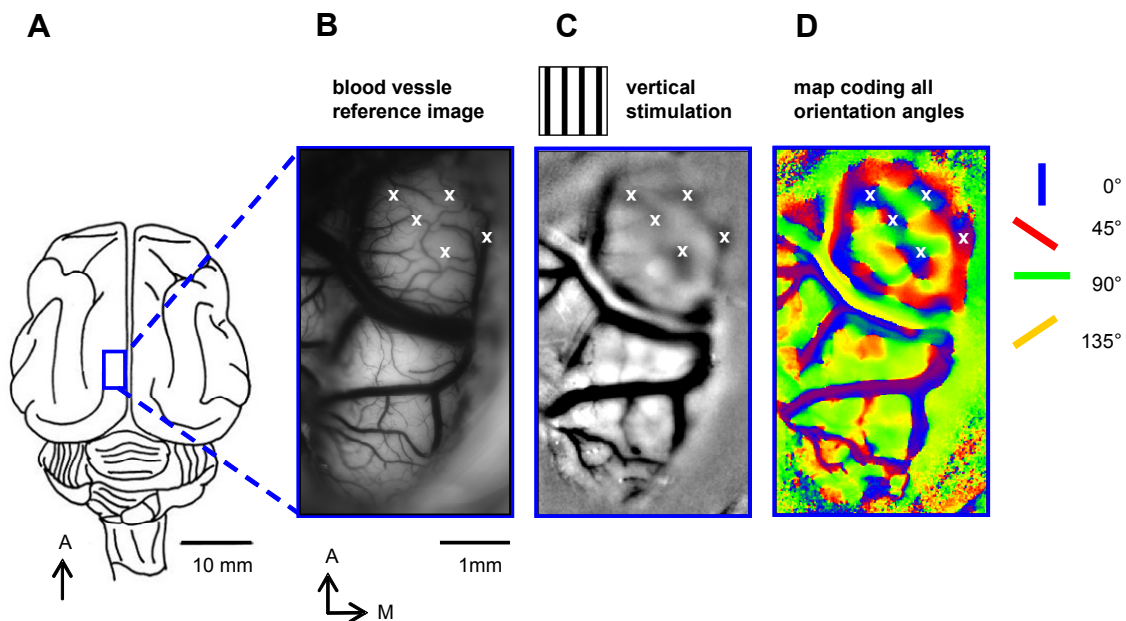 A
B
C
D
blood vessle
reference image
vertical
stimulation
map coding all
orientation angles
x x
x
x
x
x x
x
x
x
x x
x
x
x
0°
45°
90°
135°
A
10 mm
A
M
1mm